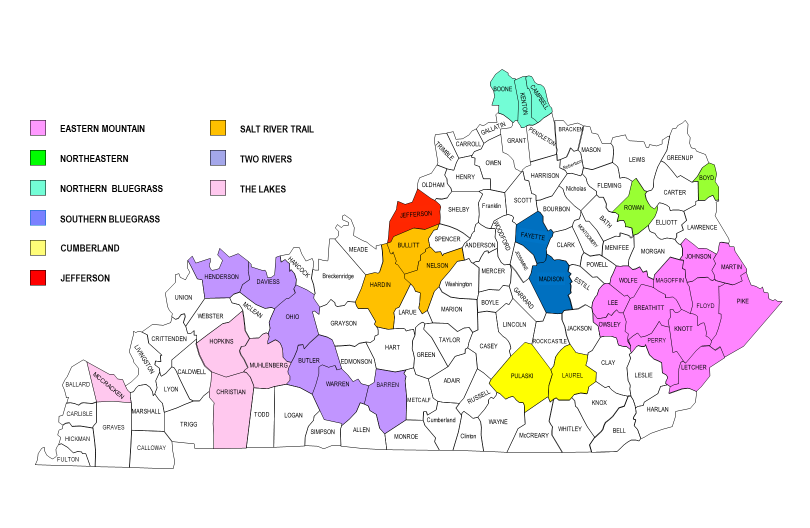 EASTERN MOUNTAIN
NORTHEASTERN
NORTHERN BLUEGRASS
SOUTHERN BLUEGRASS
CUMBERLAND
JEFFERSON
SALT RIVER TRAIL
TWO RIVERS
THE LAKES
BOONE
KENTON
CAMPBELL
GALLATIN
CARROLL
TRIMBLE
GRANT
PENDLETON
BRACKEN
MASON
Robertson
LEWIS
GREENUP
OWEN
HENRY
OLDHAM
HARRISON
Nicholas
FLEMING
ROWAN
CARTER
BOYD
JEFFERSON
SHELBY
Franklin
SCOTT
BOURBON
BATH
ELLIOTT
LAWRENCE
BULLITT
SPENCER
ANDERSON
WOODFORD
FAYETTE
CLARK
MONTGOMERY
MENIFEE
MORGAN
JOHNSON
MARTIN
MEADE
HANCOCK
Breckenridge
HARDIN
NELSON
Washington
MERCER
JESSAMINE
MADISON
ESTILL
POWELL
WOLFE
MAGOFFIN
FLOYD
PIKE
HENDERSON
DAVIESS
UNION
WEBSTER
MCLEAN
OHIO
GRAYSON
LARUE
MARION
BOYLE
GARRARD
LINCOLN
ROCKCASTLE
JACKSON
LEE
BREATHITT
OWSLEY
KNOTT
PERRY
LETCHER
CRITTENDEN
LIVINGSTON
HOPKINS
MUHLENBERG
BUTLER
EDMONSON
HART
GREEN
TAYLOR
CASEY
PULASKI
LAUREL
CLAY
LESLIE
HARLAN
BALLARD
MCCRACKEN
LYON
CALDWELL
CHRISTIAN
WARREN
BARREN
METCALF
ADAIR
RUSSELL
KNOX
CARLISLE
GRAVES
MARSHALL
TRIGG
TODD
LOGAN
SIMPSON
ALLEN
MONROE
Cumberland
Clinton
WAYNE
McCREARY
WHITLEY
BELL
HICKMAN
FULTON
CALLOWAY